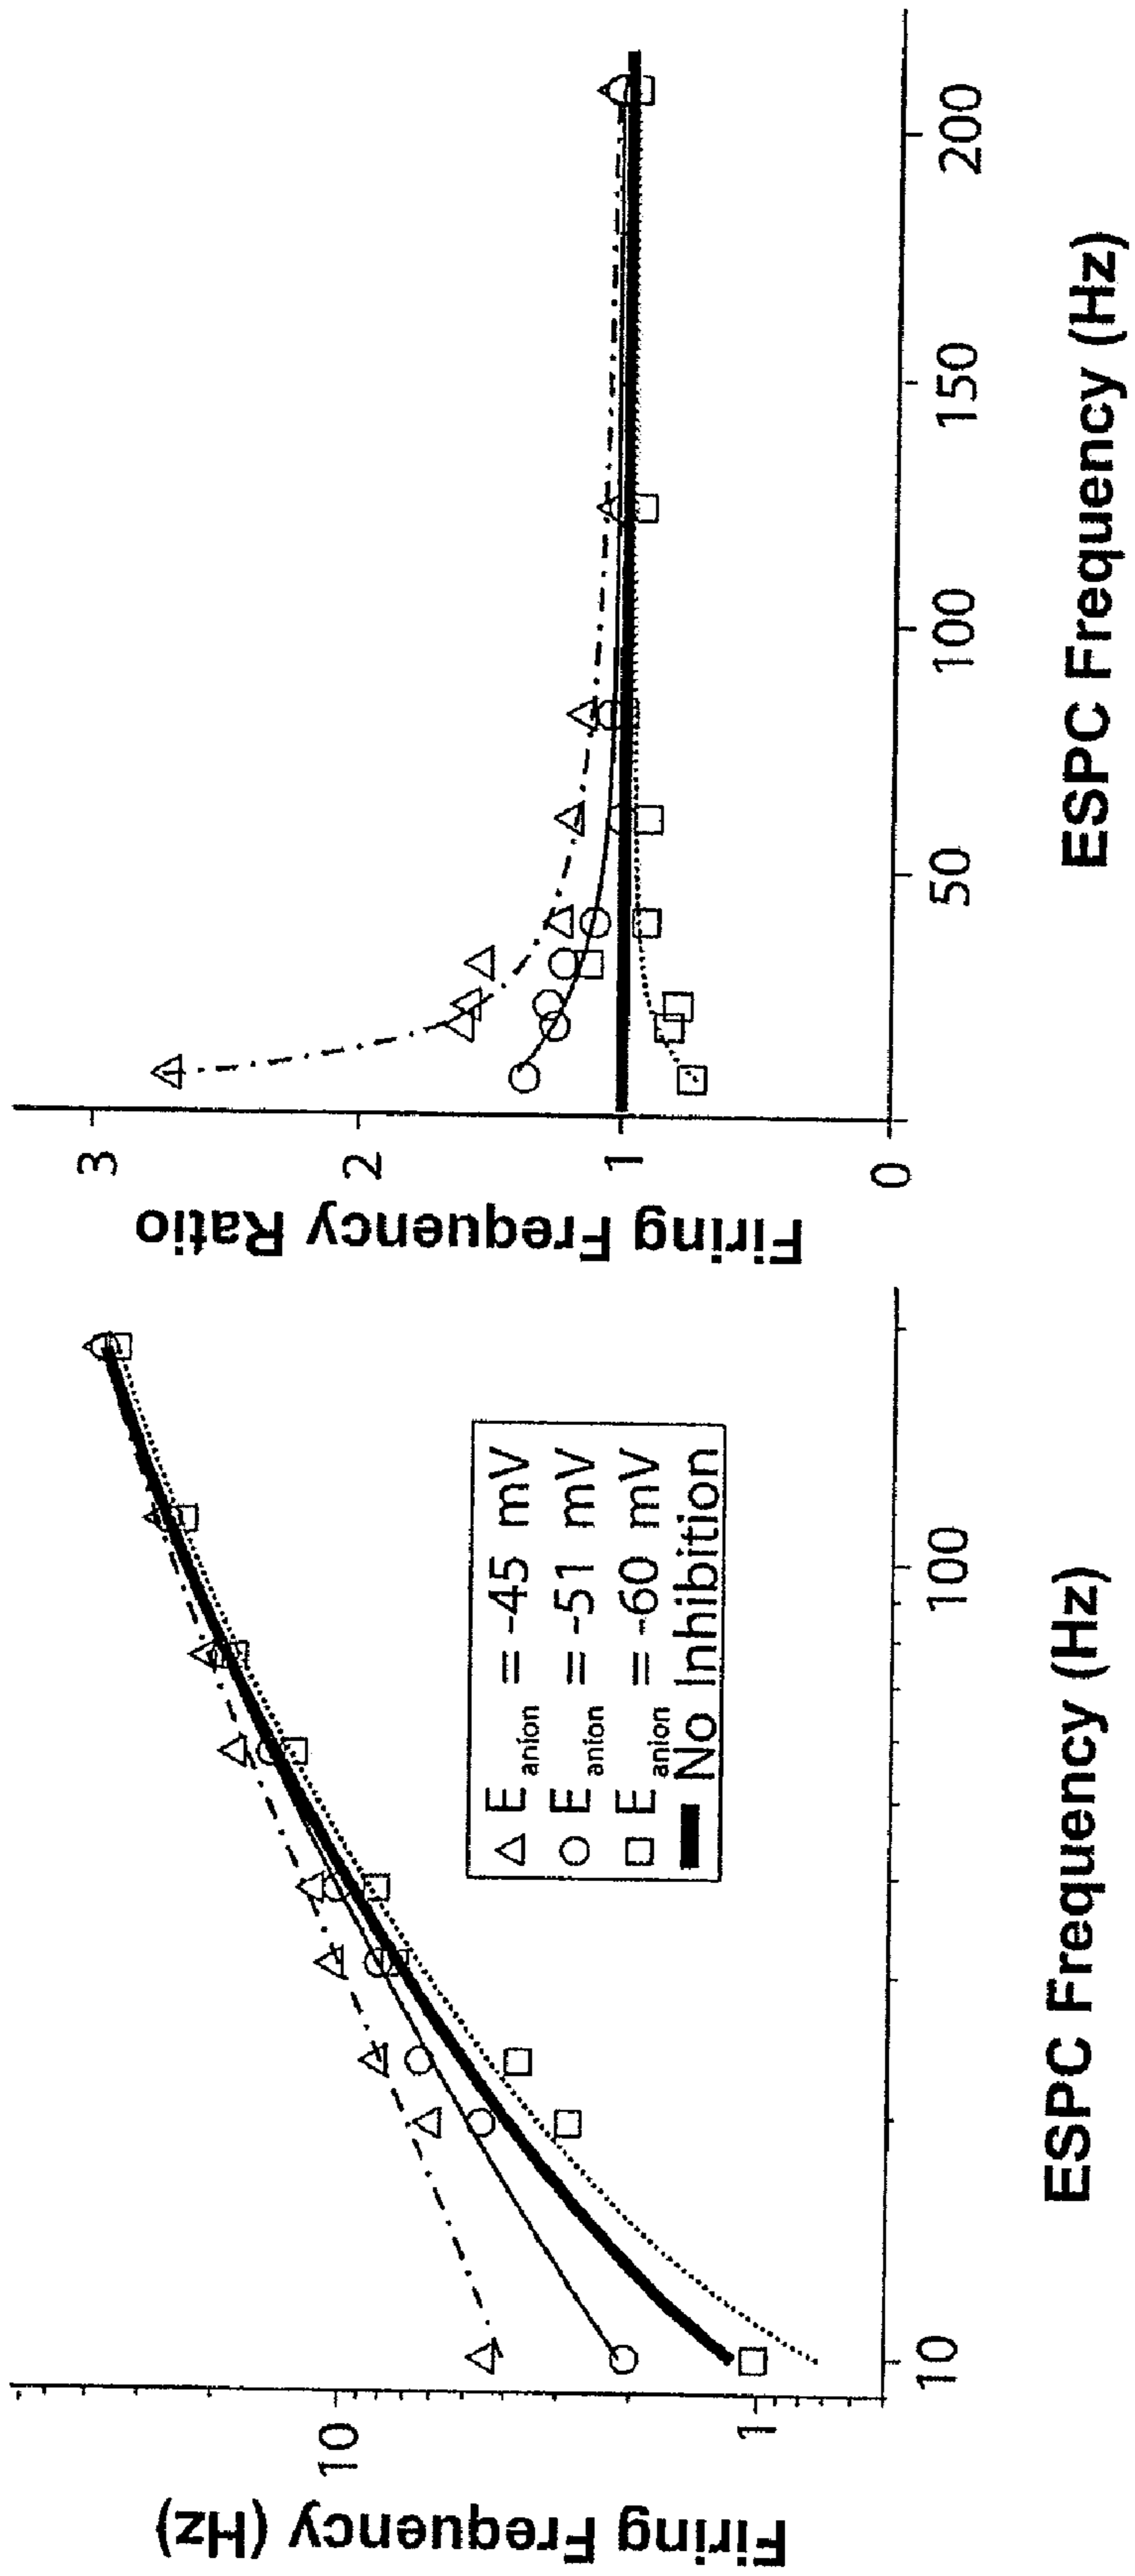 Firing Frequency (Hz)
10
1
△ E anion = -45 mV
○ E anion = -51 mV
□ E anion = -60 mV
No Inhibition
10
100
ESPC Frequency (Hz)
Firing Frequency Ratio
3
2
1
0
50
100
150
200
ESPC Frequency (Hz)